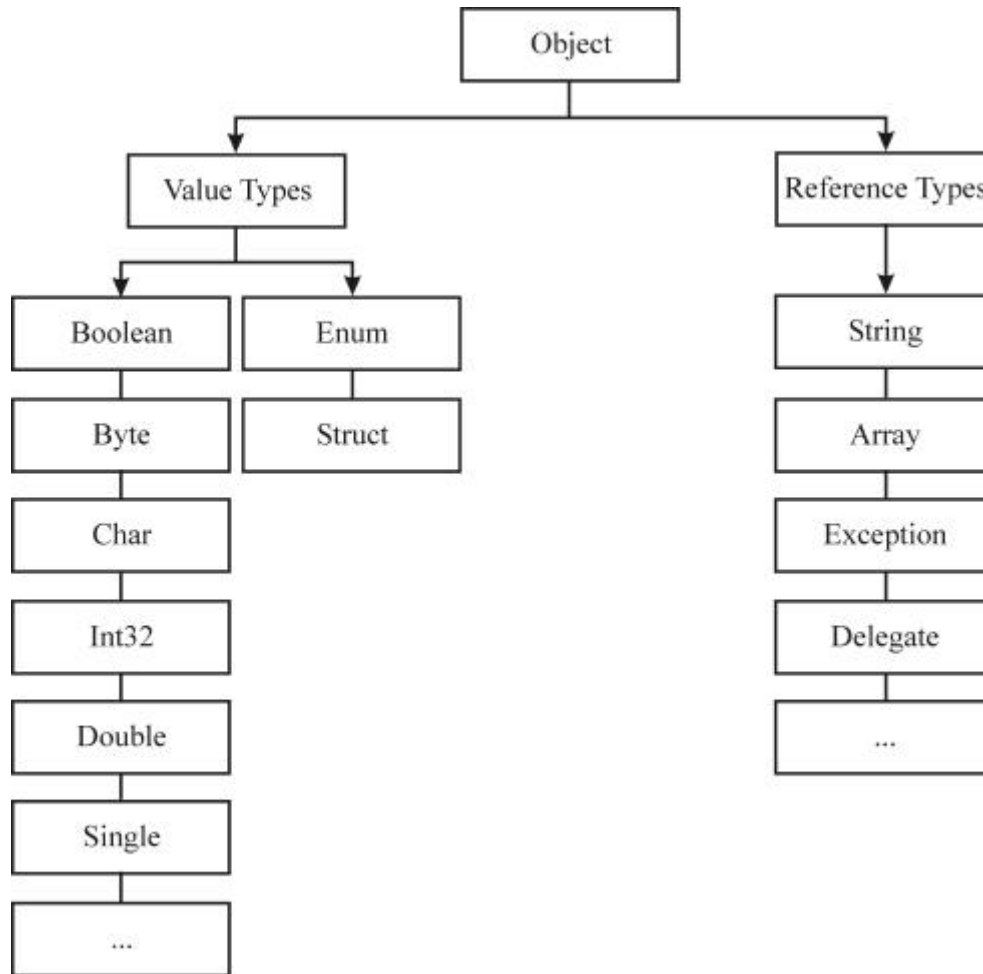 Object
Value Types
Reference Types
Boolean
Enum
String
Byte
Struct
Array
Char
Exception
Int32
Delegate
Double
...
Single
...